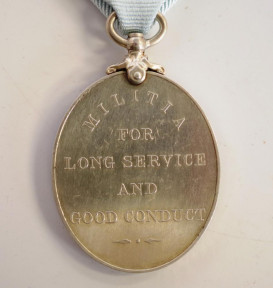 MILITIA
FOR
LONG SERVICE
AND
GOOD CONDUCT